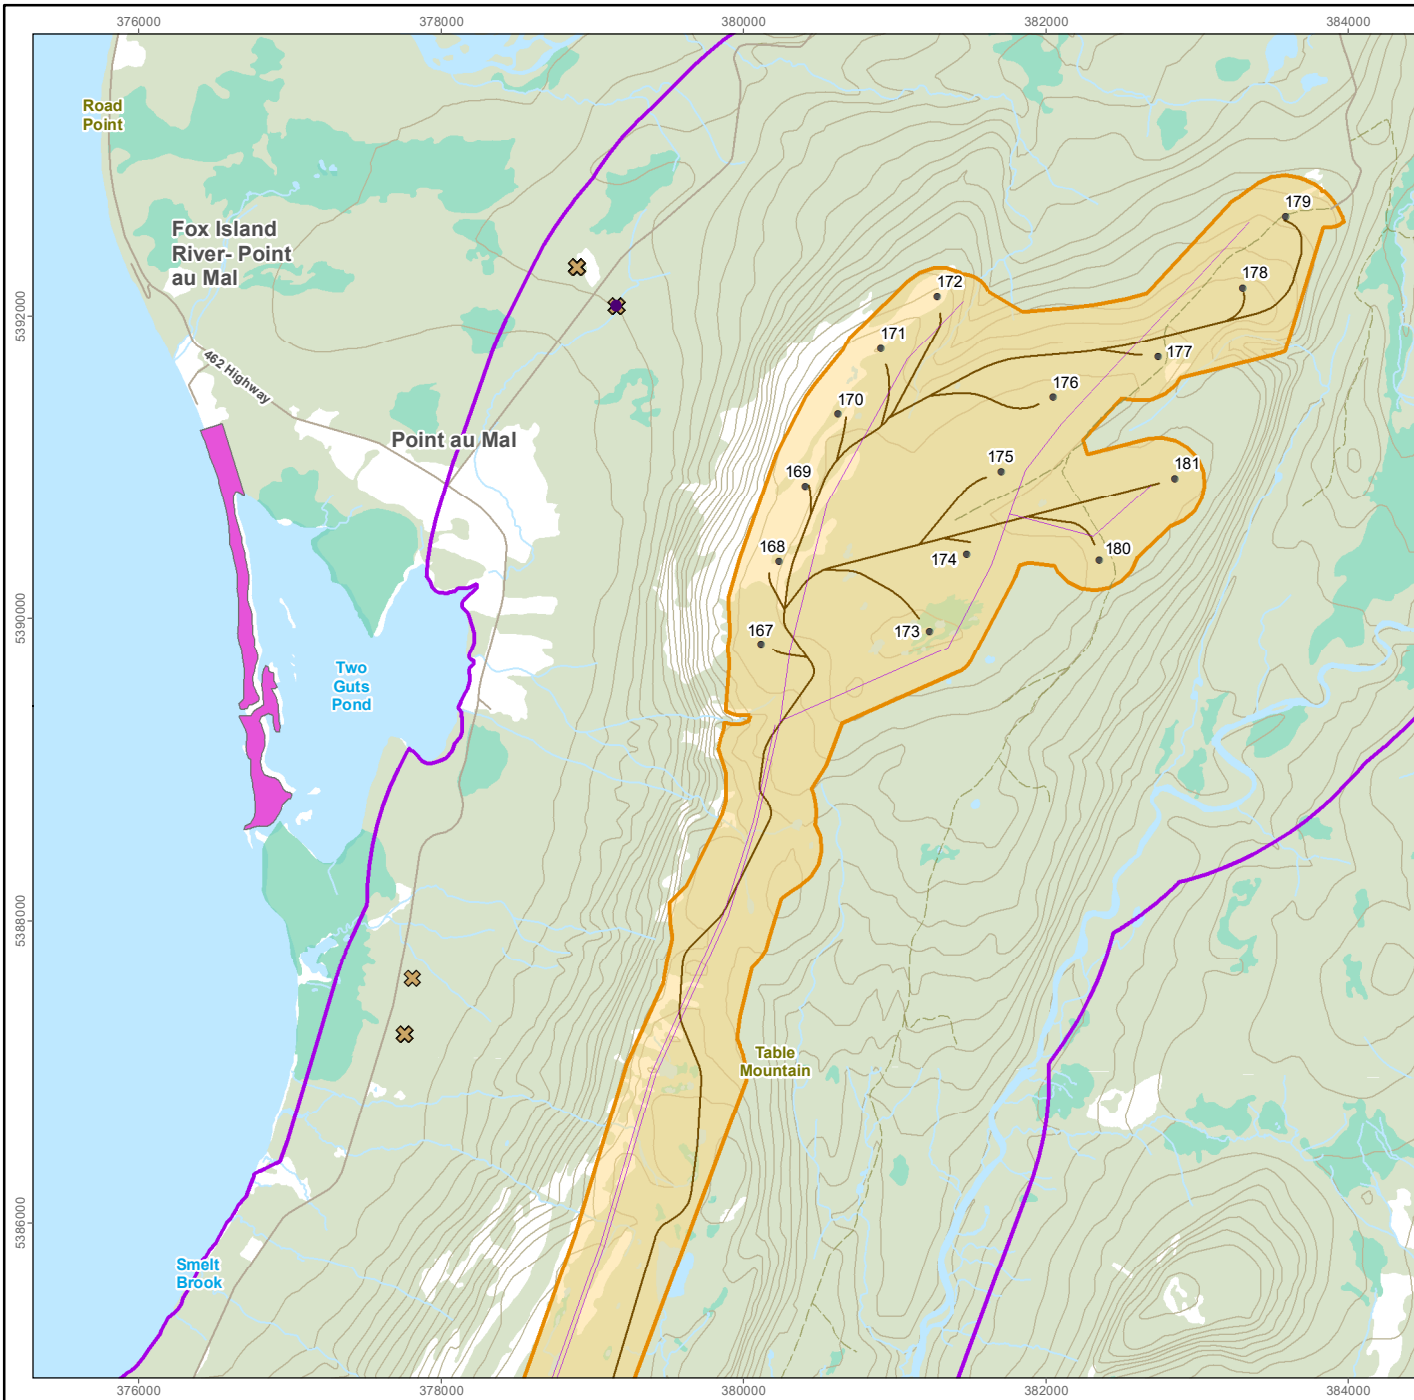 376000
378000
380000
382000
384000
Road
Point
179
Fox Island
River- Point
au Mal
172
178
5392000
171
177
462 Highway
176
170
Point au Mal
175
181
169
168
174
180
5390000
167
173
Two
Guts
Pond
5388000
Table
Mountain
5386000
Smelt
Brook
376000
378000
380000
382000
384000